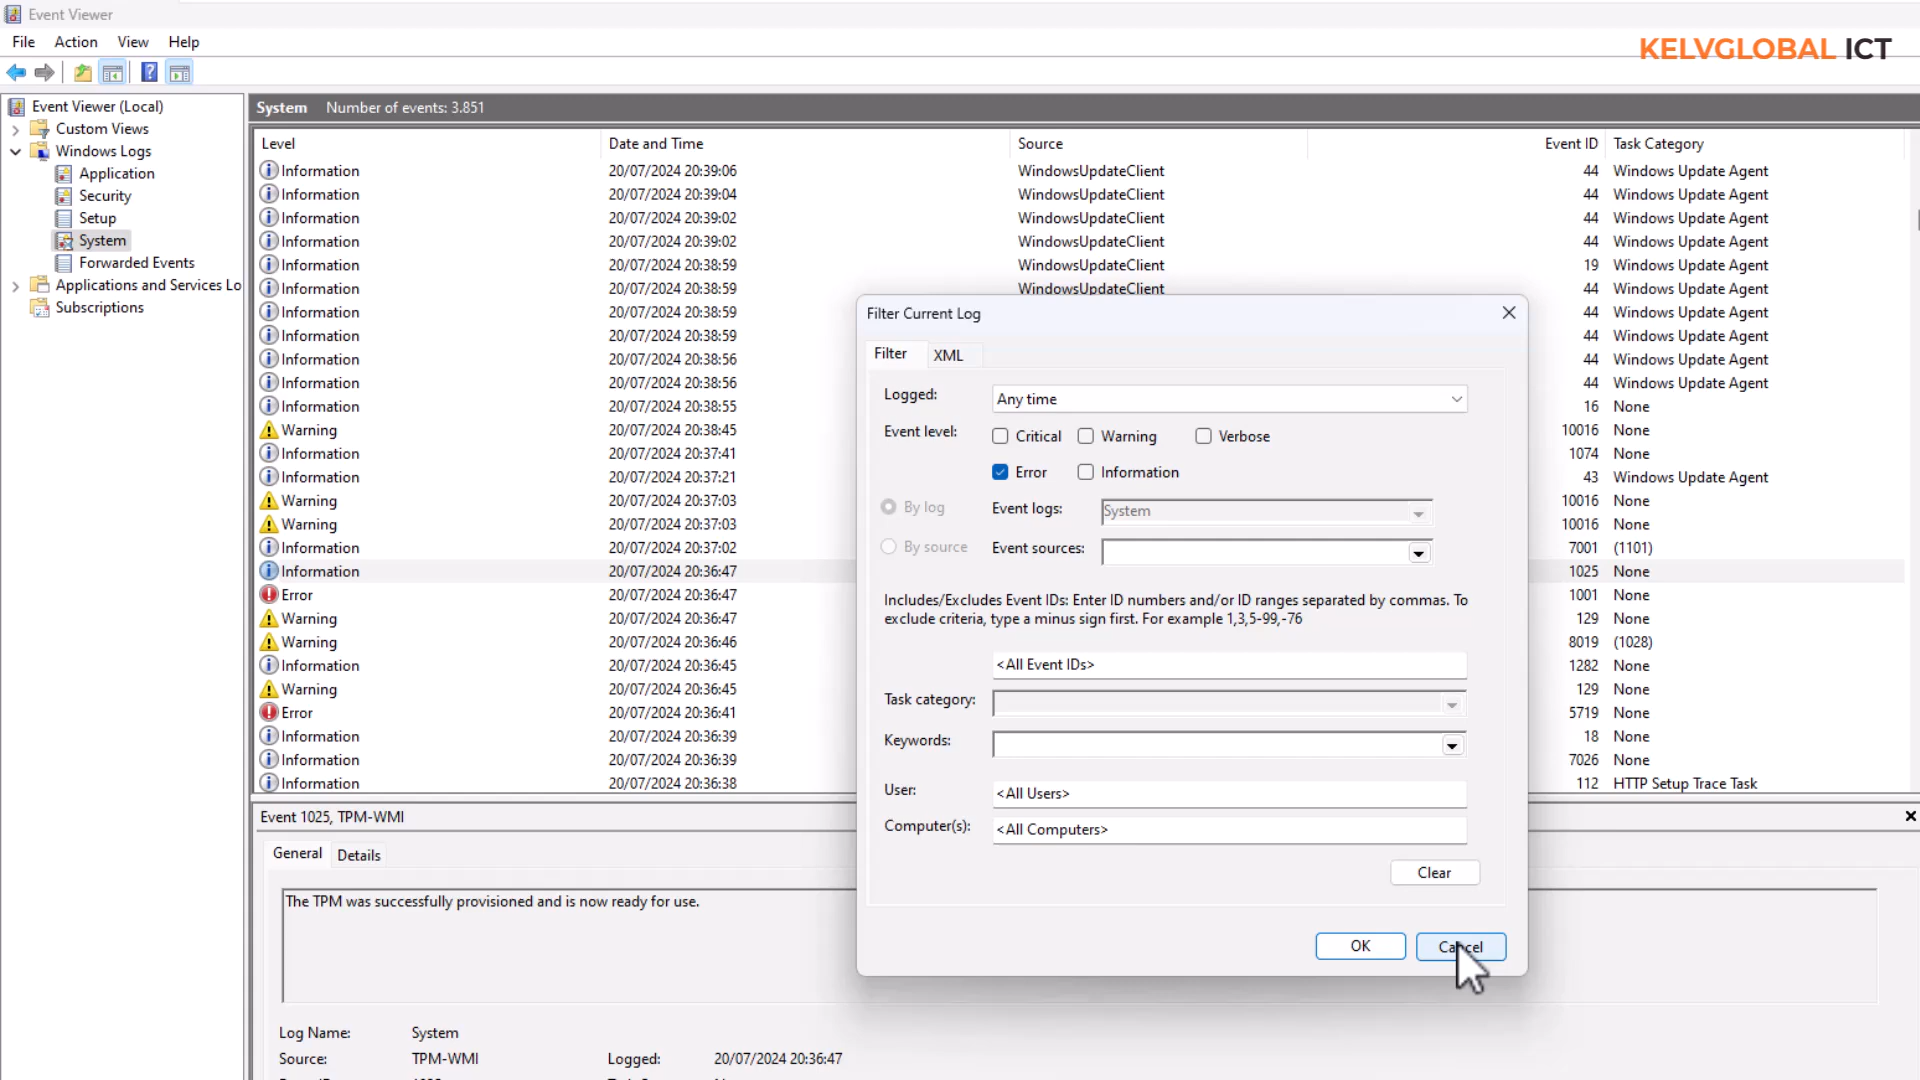 Event Viewer
File Action View Help
KELVGLOBAL ICT
Event Viewer (Local)
Custom Views
Windows Logs
Application
Security
Setup
System
Forwarded Events
Applications and Services Lo
Subscriptions
System Number of events: 3.851
Level Date and Time Source Event ID Task Category
Information 20/07/2024 20:39:06 WindowsUpdateClient 44 Windows Update Agent
Information 20/07/2024 20:39:04 WindowsUpdateClient 44 Windows Update Agent
Information 20/07/2024 20:39:02 WindowsUpdateClient 44 Windows Update Agent
Information 20/07/2024 20:39:02 WindowsUpdateClient 44 Windows Update Agent
Information 20/07/2024 20:38:59 WindowsUpdateClient 19 Windows Update Agent
Information 20/07/2024 20:38:59 WindowsUpdateClient 44 Windows Update Agent
Information 20/07/2024 20:38:59 44 Windows Update Agent
Information 20/07/2024 20:38:59 44 Windows Update Agent
Information 20/07/2024 20:38:56 44 Windows Update Agent
Information 20/07/2024 20:38:56 44 Windows Update Agent
Information 20/07/2024 20:38:55 16 None
Warning 20/07/2024 20:38:45 10016 None
Information 20/07/2024 20:37:41 1074 None
Information 20/07/2024 20:37:21 43 Windows Update Agent
Warning 20/07/2024 20:37:03 10016 None
Warning 20/07/2024 20:37:03 10016 None
Information 20/07/2024 20:37:02 7001 (1101)
Information 20/07/2024 20:36:47 1025 None
Error 20/07/2024 20:36:47 1001 None
Warning 20/07/2024 20:36:47 129 None
Warning 20/07/2024 20:36:46 8019 (1028)
Information 20/07/2024 20:36:45 1282 None
Warning 20/07/2024 20:36:45 129 None
Error 20/07/2024 20:36:41 5719 None
Information 20/07/2024 20:36:39 18 None
Information 20/07/2024 20:36:39 7026 None
Information 20/07/2024 20:36:38 112 HTTP Setup Trace Task
Filter Current Log
Filter XML
Logged: Any time
Event level: Critical Warning Verbose
Error Information
By log Event logs: System
By source Event sources:
Includes/Excludes Event IDs: Enter ID numbers and/or ID ranges separated by commas. To
exclude criteria, type a minus sign first. For example 1,3,5-99,-76
<All Event IDs>
Task category:
Keywords:
User: <All Users>
Computer(s): <All Computers>
Clear
OK Cancel
Event 1025, TPM-WMI
General Details
The TPM was successfully provisioned and is now ready for use.
Log Name: System
Source: TPM-WMI Logged: 20/07/2024 20:36:47